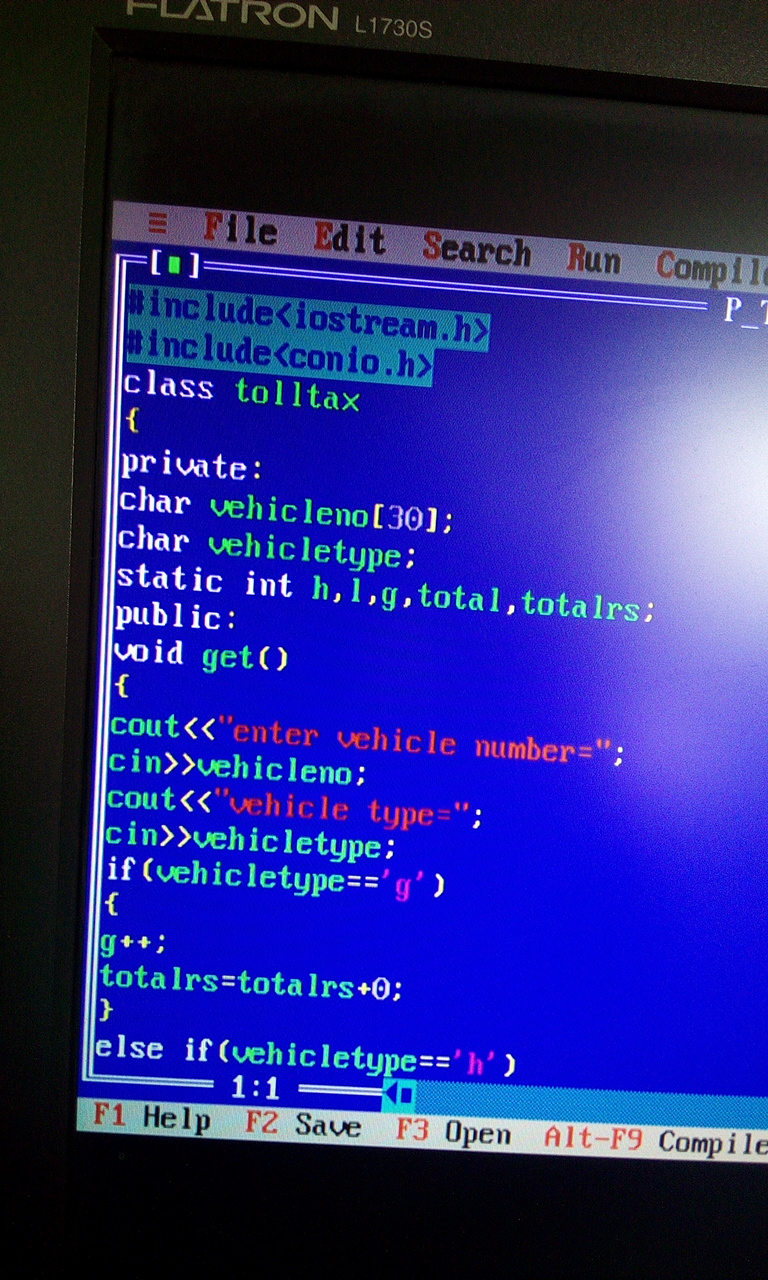 FLATRON L1730S
≡ File Edit Search Run Compile
[■] P_T
#include<iostream.h>
#include<conio.h>
class tolltax
{
private:
char vehicleno[30];
char vehicletype;
static int h,l,g,total,totalrs;
public:
void get()
{
cout<<"enter vehicle number=";
cin>>vehicleno;
cout<<"vehicle type=";
cin>>vehicletype;
if(vehicletype=='g')
{
g++;
totalrs=totalrs+0;
}
else if(vehicletype=='h')
1:1
F1 Help F2 Save F3 Open Alt-F9 Compile